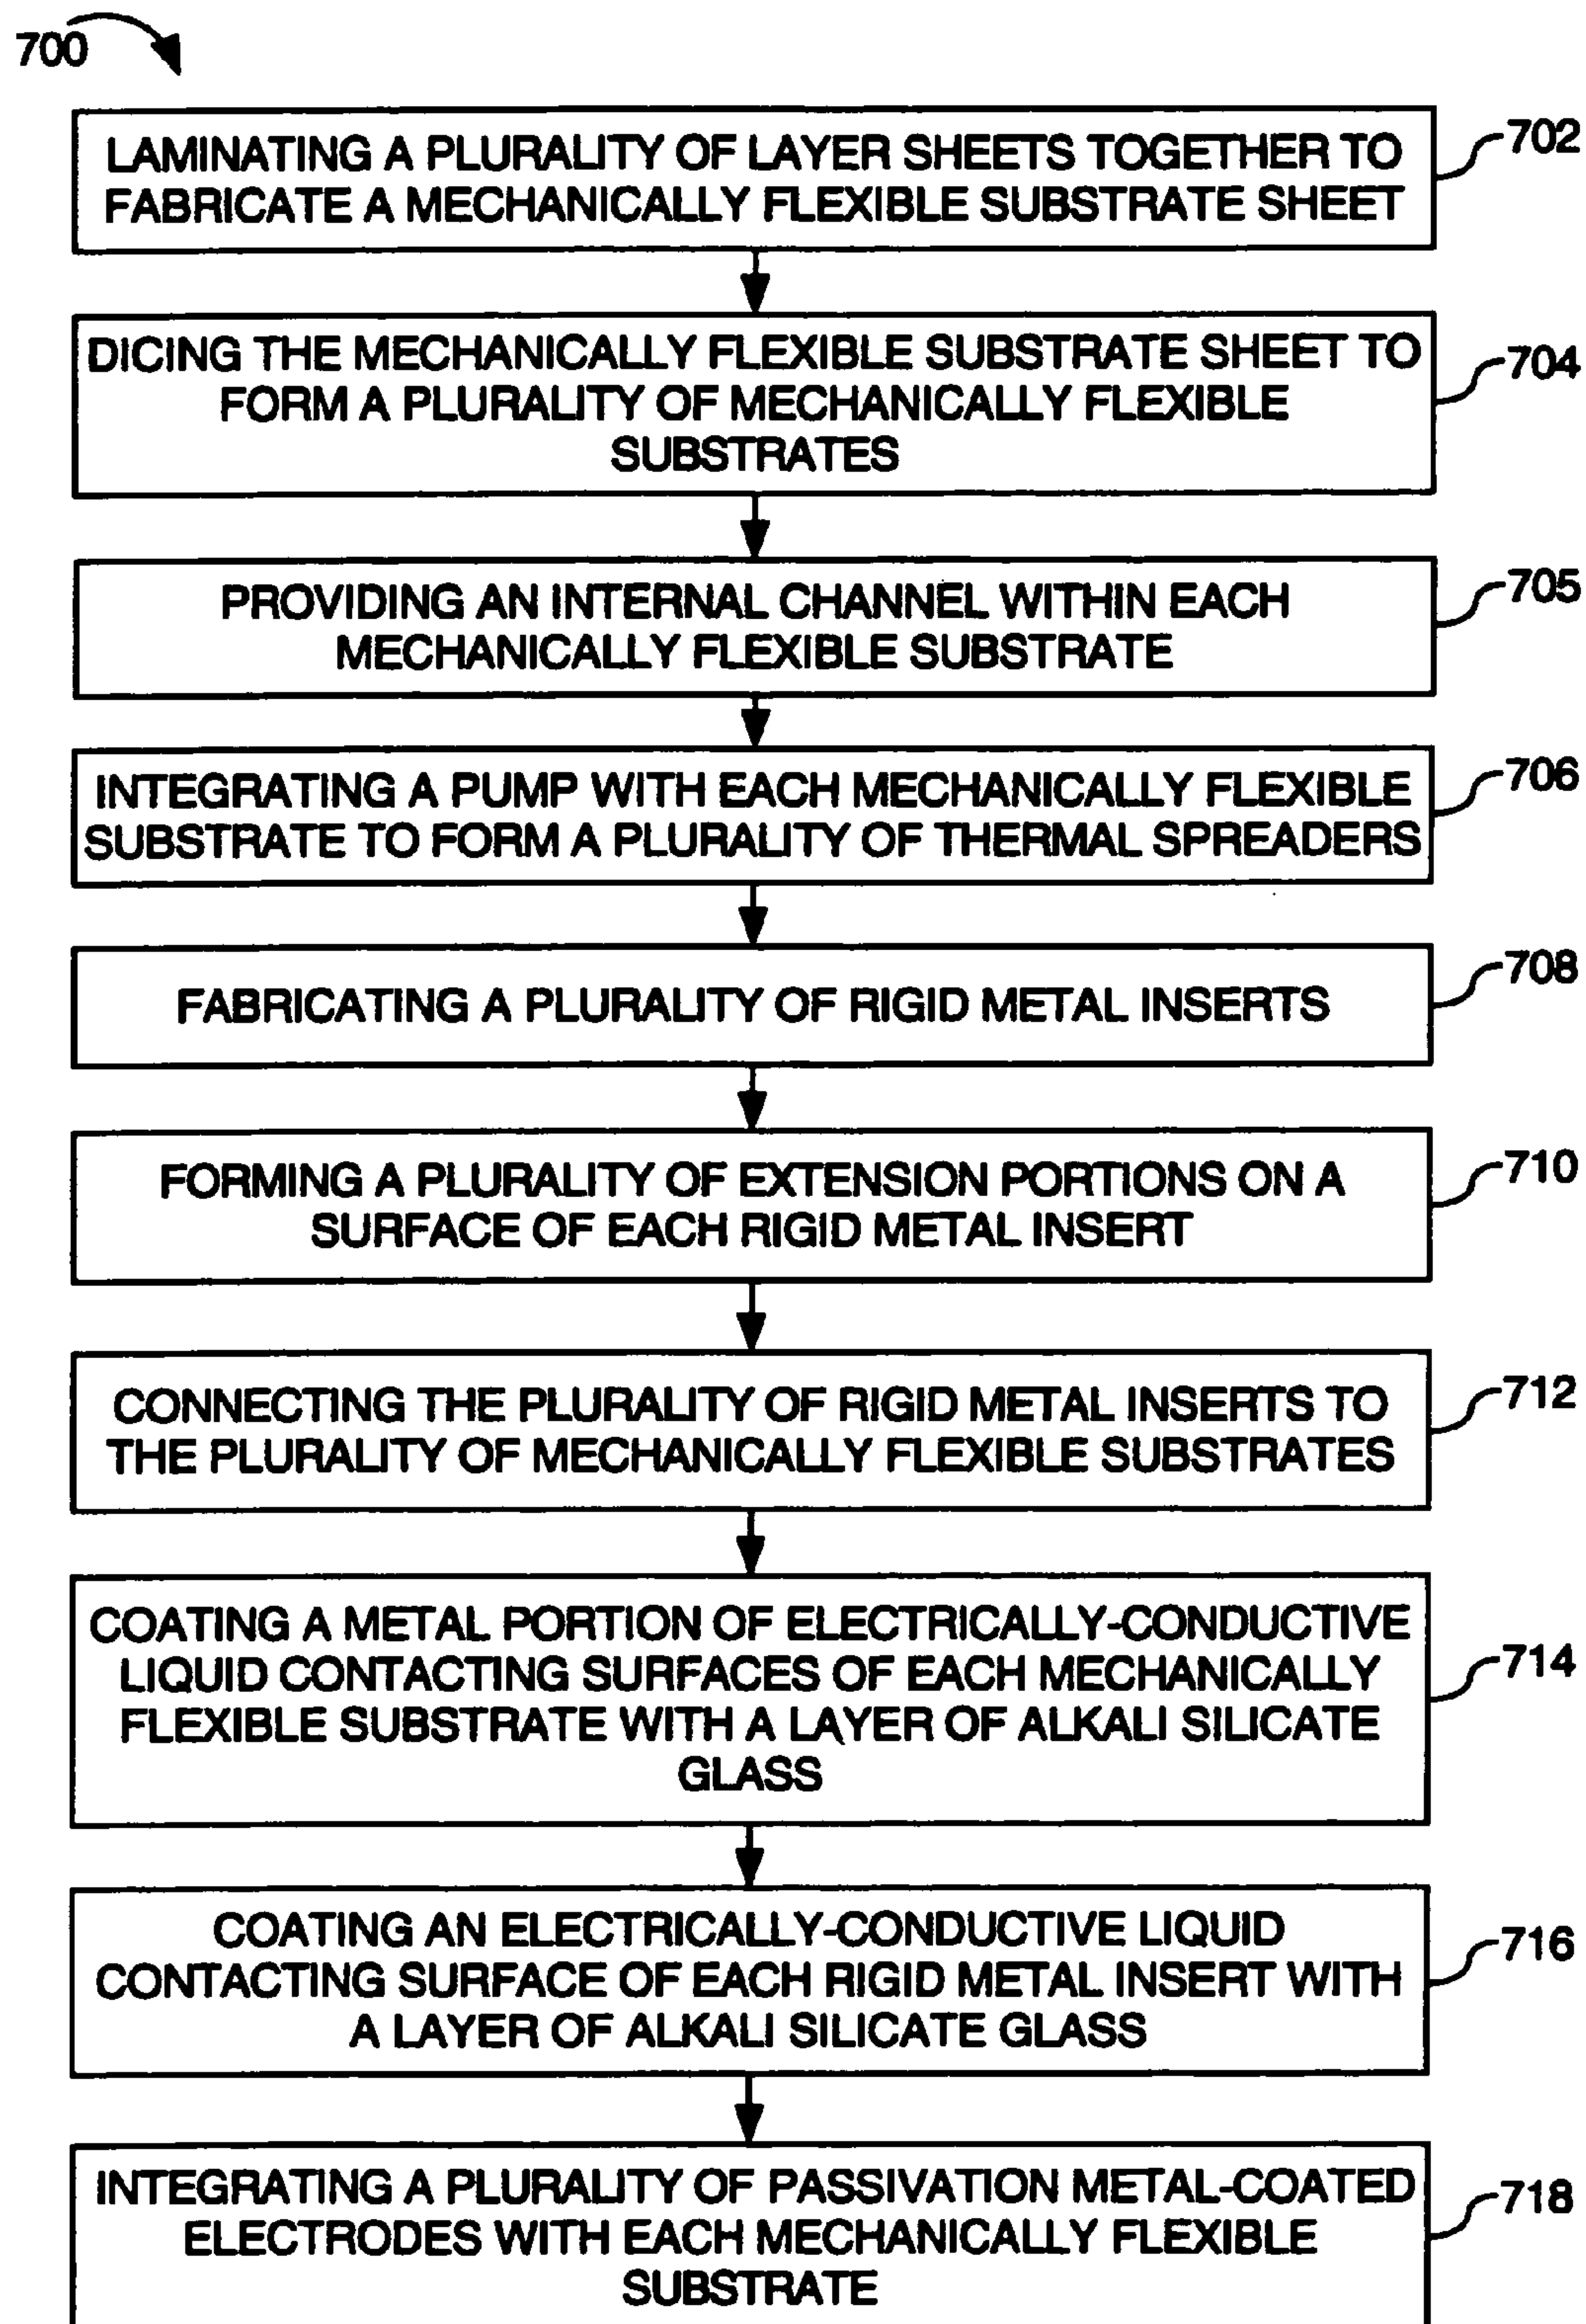 700
LAMINATING A PLURALITY OF LAYER SHEETS TOGETHER TO
FABRICATE A MECHANICALLY FLEXIBLE SUBSTRATE SHEET
702
DICING THE MECHANICALLY FLEXIBLE SUBSTRATE SHEET TO
FORM A PLURALITY OF MECHANICALLY FLEXIBLE
SUBSTRATES
704
PROVIDING AN INTERNAL CHANNEL WITHIN EACH
MECHANICALLY FLEXIBLE SUBSTRATE
705
INTEGRATING A PUMP WITH EACH MECHANICALLY FLEXIBLE
SUBSTRATE TO FORM A PLURALITY OF THERMAL SPREADERS
706
FABRICATING A PLURALITY OF RIGID METAL INSERTS
708
FORMING A PLURALITY OF EXTENSION PORTIONS ON A
SURFACE OF EACH RIGID METAL INSERT
710
CONNECTING THE PLURALITY OF RIGID METAL INSERTS TO
THE PLURALITY OF MECHANICALLY FLEXIBLE SUBSTRATES
712
COATING A METAL PORTION OF ELECTRICALLY-CONDUCTIVE
LIQUID CONTACTING SURFACES OF EACH MECHANICALLY
FLEXIBLE SUBSTRATE WITH A LAYER OF ALKALI SILICATE
GLASS
714
COATING AN ELECTRICALLY-CONDUCTIVE LIQUID
CONTACTING SURFACE OF EACH RIGID METAL INSERT WITH
A LAYER OF ALKALI SILICATE GLASS
716
INTEGRATING A PLURALITY OF PASSIVATION METAL-COATED
ELECTRODES WITH EACH MECHANICALLY FLEXIBLE
SUBSTRATE
718